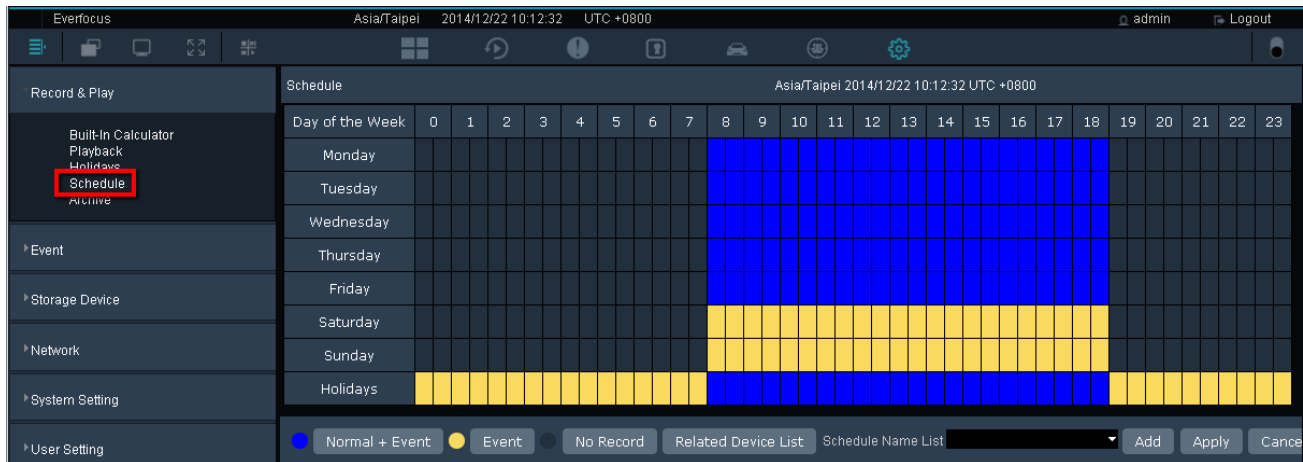 Everfocus Asia/Taipei 2014/12/22 10:12:32 UTC +0800 admin Logout
Record & Play
Built-In Calculator
Playback
Holidays
Schedule
Archive
Event
Storage Device
Network
System Setting
User Setting
Schedule Asia/Taipei 2014/12/22 10:12:32 UTC +0800
Day of the Week 0 1 2 3 4 5 6 7 8 9 10 11 12 13 14 15 16 17 18 19 20 21 22 23
Monday
Tuesday
Wednesday
Thursday
Friday
Saturday
Sunday
Holidays
Normal + Event Event No Record Related Device List Schedule Name List Add Apply Cance